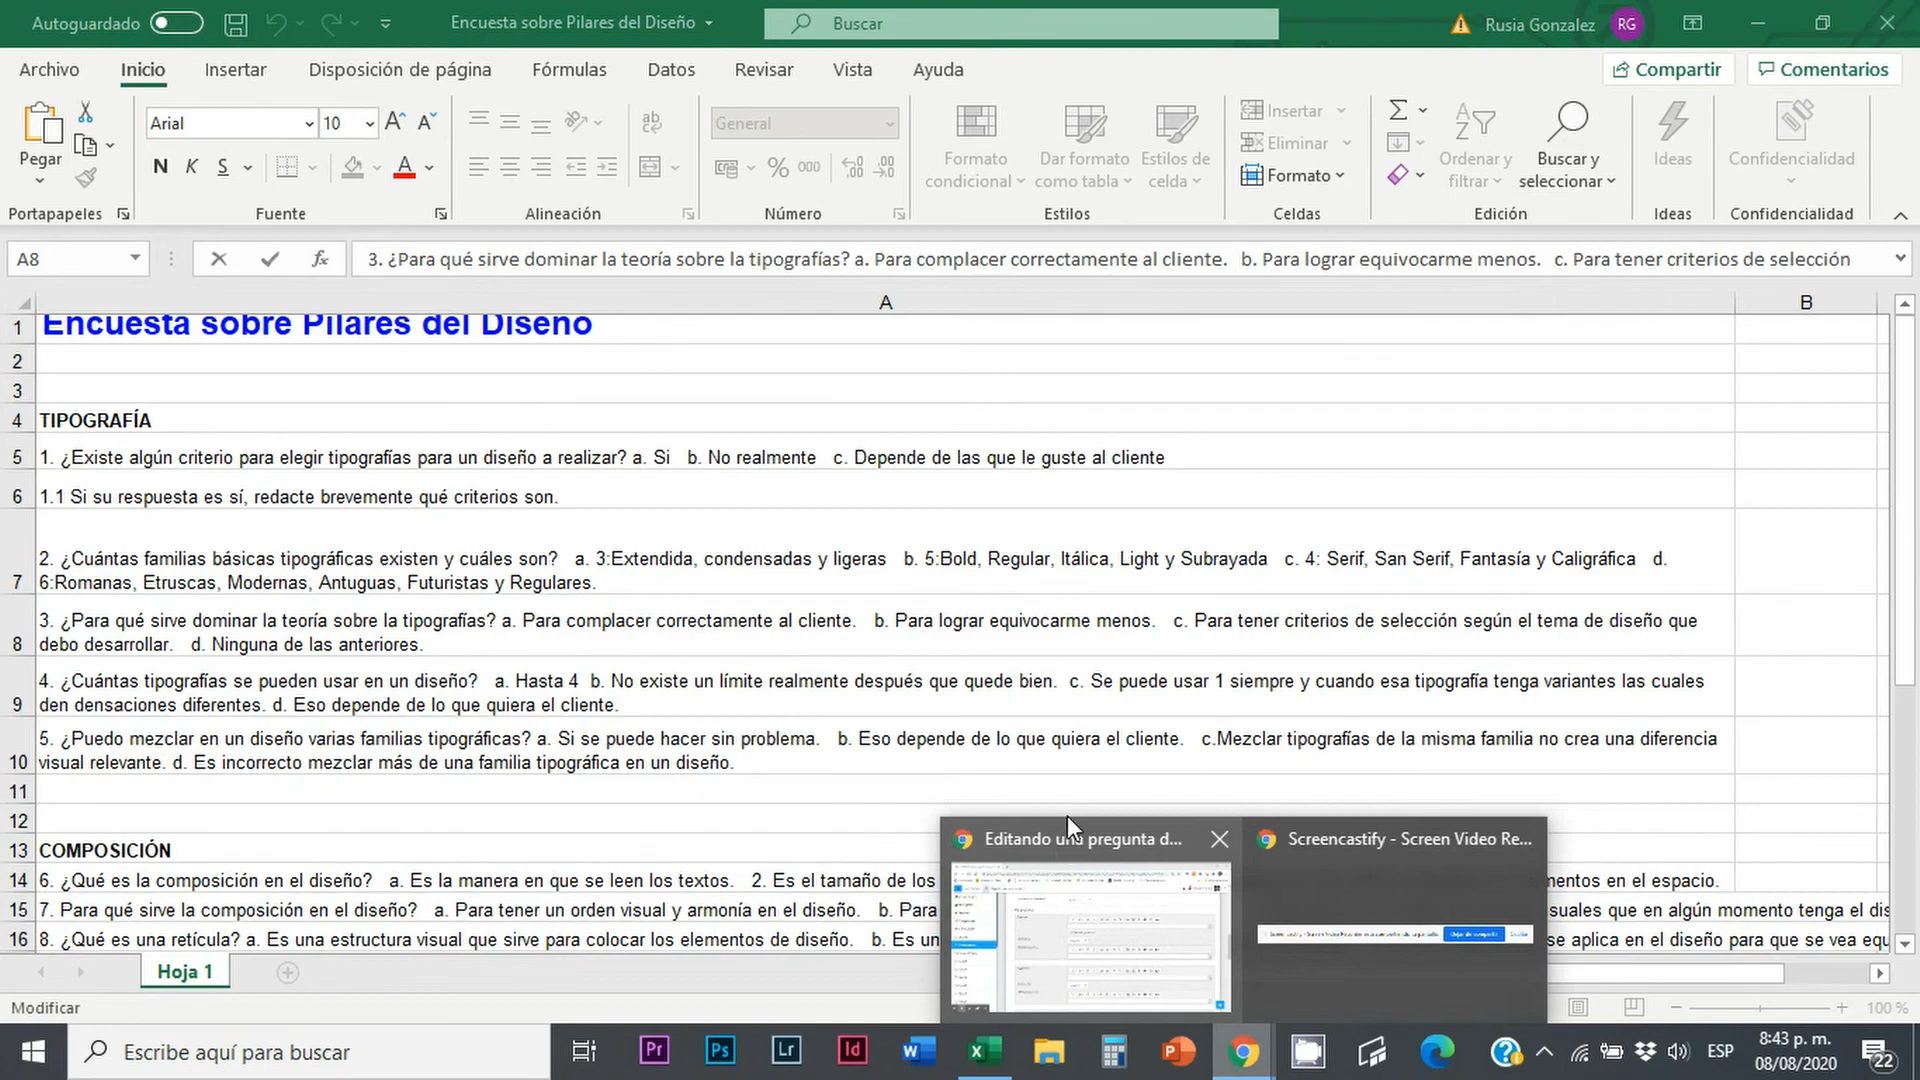 Autoguardado
Encuesta sobre Pilares del Diseño
Buscar
Rusia Gonzalez RG
Archivo Inicio Insertar Disposición de página Fórmulas Datos Revisar Vista Ayuda Compartir Comentarios
Pegar
Arial 10
N K S A
General
% 000
Formato condicional
Dar formato como tabla
Estilos de celda
Insertar
Eliminar
Formato
Ordenar y filtrar
Buscar y seleccionar
Ideas
Confidencialidad
Portapapeles Fuente Alineación Número Estilos Celdas Edición Ideas Confidencialidad
A8 fx 3. ¿Para qué sirve dominar la teoría sobre la tipografías? a. Para complacer correctamente al cliente. b. Para lograr equivocarme menos. c. Para tener criterios de selección
A B
1 Encuesta sobre Pilares del Diseño
2
3
4 TIPOGRAFÍA
5 1. ¿Existe algún criterio para elegir tipografías para un diseño a realizar? a. Si b. No realmente c. Depende de las que le guste al cliente
6 1.1 Si su respuesta es sí, redacte brevemente qué criterios son.
2. ¿Cuántas familias básicas tipográficas existen y cuáles son? a. 3:Extendida, condensadas y ligeras b. 5:Bold, Regular, Itálica, Light y Subrayada c. 4: Serif, San Serif, Fantasía y Caligráfica d.
7 6:Romanas, Etruscas, Modernas, Antuguas, Futuristas y Regulares.
3. ¿Para qué sirve dominar la teoría sobre la tipografías? a. Para complacer correctamente al cliente. b. Para lograr equivocarme menos. c. Para tener criterios de selección según el tema de diseño que
8 debo desarrollar. d. Ninguna de las anteriores.
4. ¿Cuántas tipografías se pueden usar en un diseño? a. Hasta 4 b. No existe un límite realmente después que quede bien. c. Se puede usar 1 siempre y cuando esa tipografía tenga variantes las cuales
9 den densaciones diferentes. d. Eso depende de lo que quiera el cliente.
5. ¿Puedo mezclar en un diseño varias familias tipográficas? a. Si se puede hacer sin problema. b. Eso depende de lo que quiera el cliente. c.Mezclar tipografías de la misma familia no crea una diferencia
10 visual relevante. d. Es incorrecto mezclar más de una familia tipográfica en un diseño.
11
12
13 COMPOSICIÓN
14 6. ¿Qué es la composición en el diseño? a. Es la manera en que se leen los textos. 2. Es el tamaño de los mentos en el espacio.
15 7. Para qué sirve la composición en el diseño? a. Para tener un orden visual y armonía en el diseño. b. Para suales que en algún momento tenga el dis
16 8. ¿Qué es una retícula? a. Es una estructura visual que sirve para colocar los elementos de diseño. b. Es un se aplica en el diseño para que se vea equ
Editando una pregunta d...
Screencastify - Screen Video Re...
Hoja 1
Modificar
100 %
Escribe aquí para buscar
Pr Ps Lr Id W X P
ESP
8:43 p. m.
08/08/2020
22